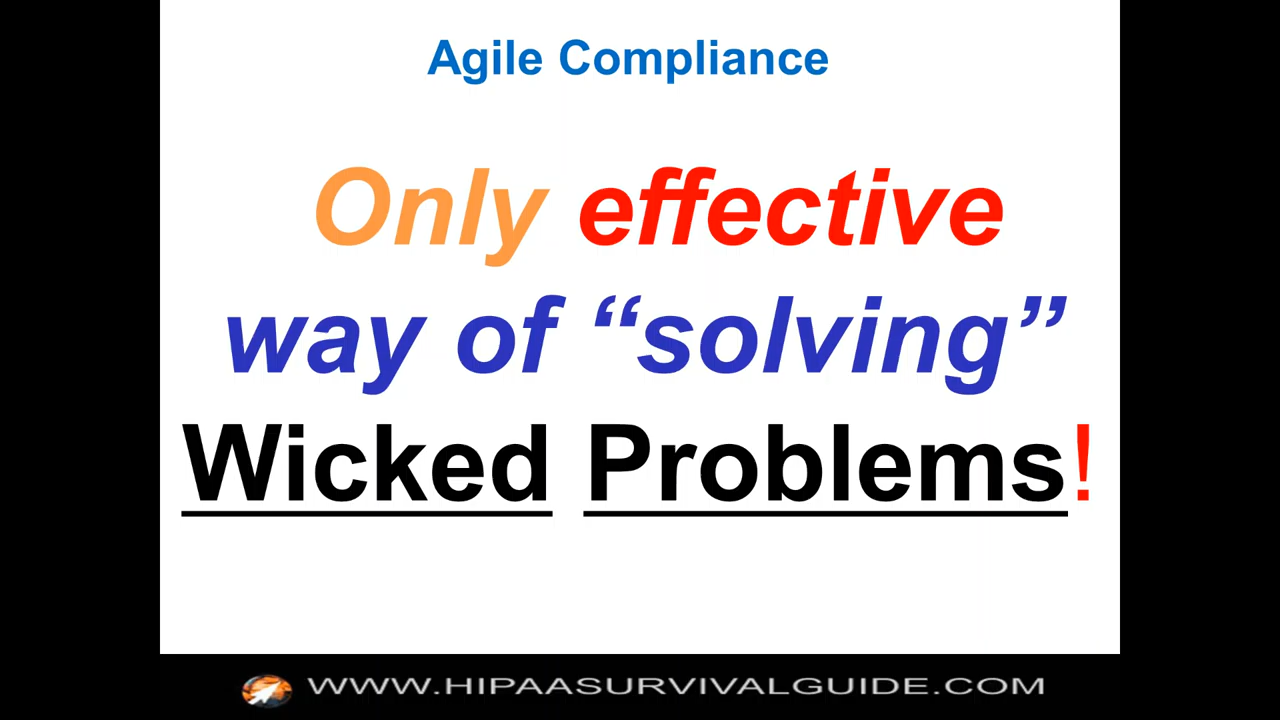 Agile Compliance
Only effective
way of “solving”
Wicked Problems!
WWW.HIPAASURVIVALGUIDE.COM